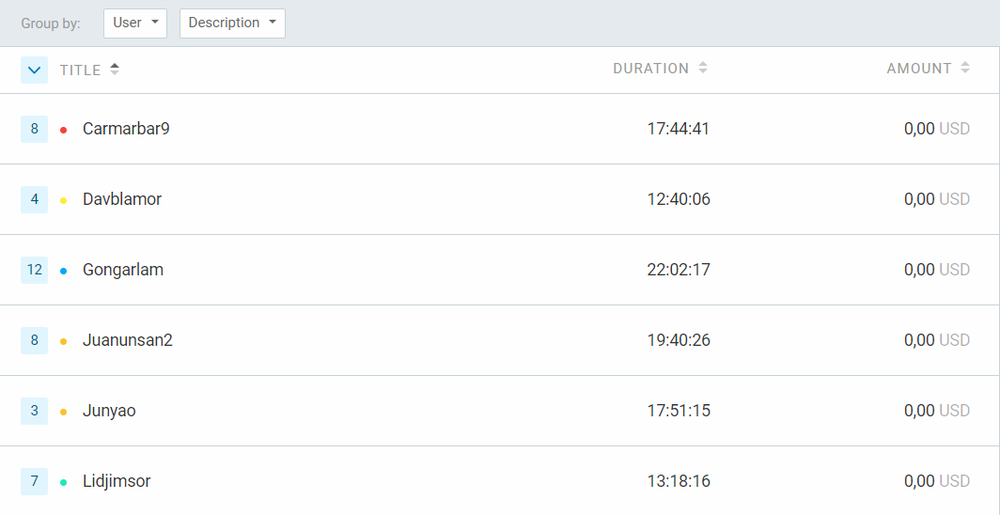 Group by: User Description
TITLE DURATION AMOUNT
8 Carmarbar9 17:44:41 0,00 USD
4 Davblamor 12:40:06 0,00 USD
12 Gongarlam 22:02:17 0,00 USD
8 Juanunsan2 19:40:26 0,00 USD
3 Junyao 17:51:15 0,00 USD
7 Lidjimsor 13:18:16 0,00 USD